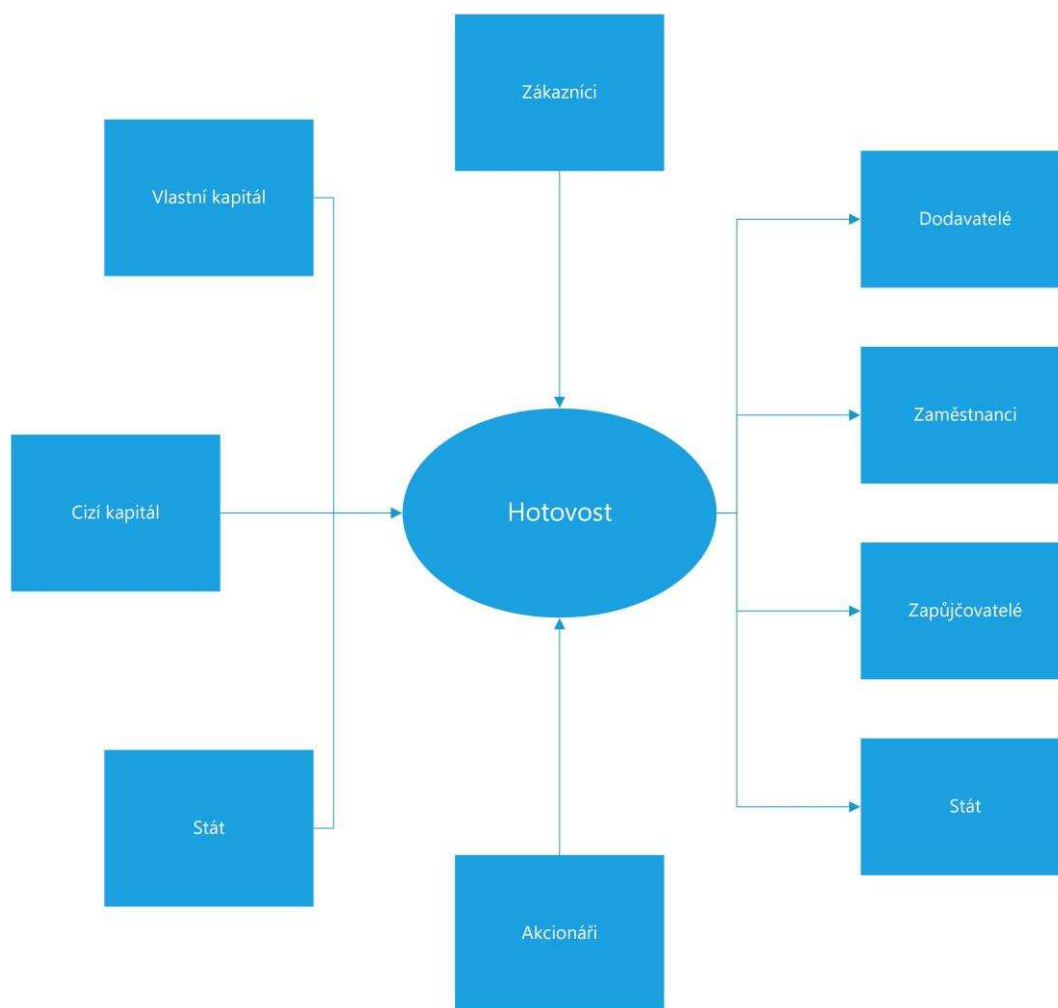 Zákazníci
Vlastní kapitál
Dodavatelé
Zaměstnanci
Cizí kapitál
Hotovost
Zapůjčovatelé
Stát
Stát
Akcionáři